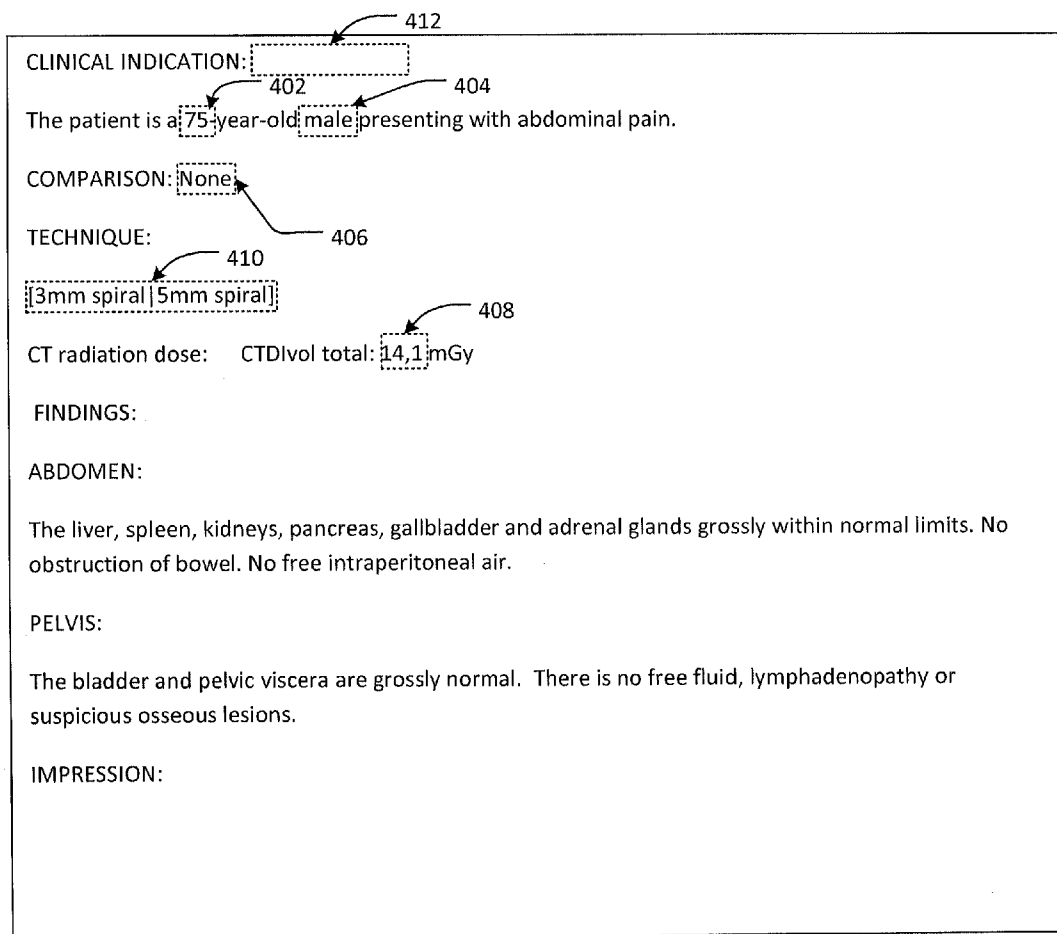 412
CLINICAL INDICATION:
402 404
The patient is a 75-year-old male presenting with abdominal pain.
COMPARISON: None
406
TECHNIQUE:
410
[3mm spiral|5mm spiral]
408
CT radiation dose: CTDIvol total: 14,1 mGy
FINDINGS:
ABDOMEN:
The liver, spleen, kidneys, pancreas, gallbladder and adrenal glands grossly within normal limits. No
obstruction of bowel. No free intraperitoneal air.
PELVIS:
The bladder and pelvic viscera are grossly normal. There is no free fluid, lymphadenopathy or
suspicious osseous lesions.
IMPRESSION: